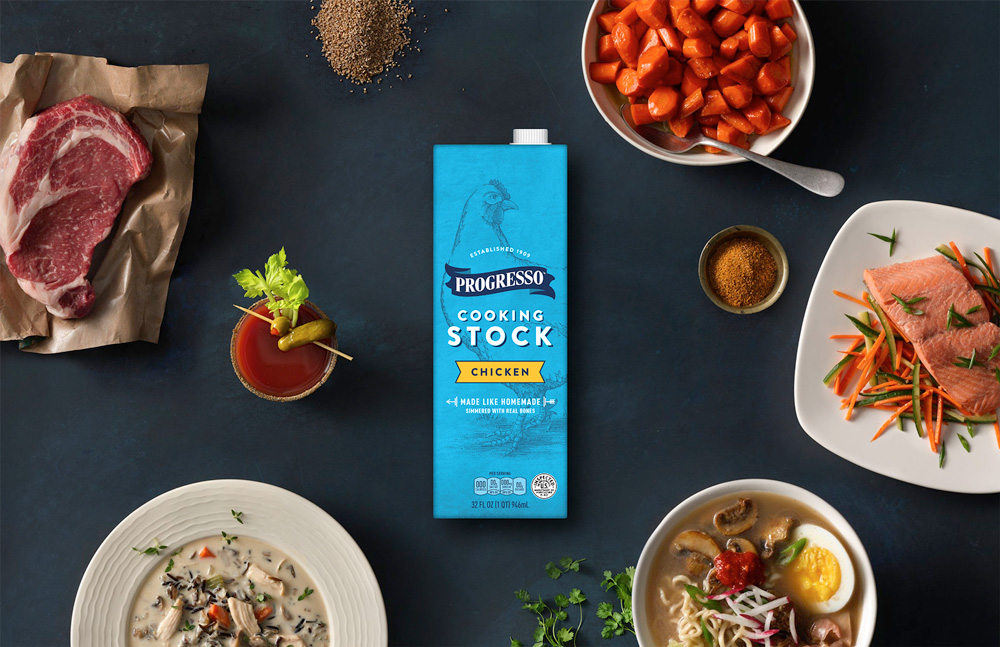 ESTABLISHED 1909
PROGRESSO
COOKING
STOCK
CHICKEN
MADE LIKE HOMEMADE
SIMMERED WITH REAL BONES
PER SERVING
INSPECTED
32 FL OZ (1 QT) 946mL